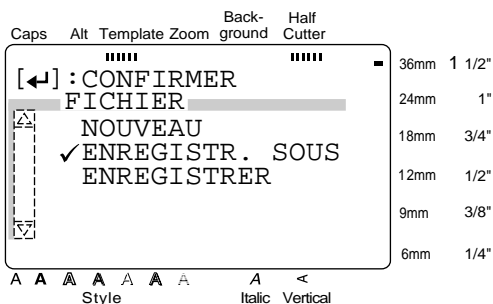 Back- Half
Caps Alt Template Zoom ground Cutter
[↵]:CONFIRMER
FICHIER
NOUVEAU
✓ENREGISTR. SOUS
ENREGISTRER
36mm 1 1/2"
24mm 1"
18mm 3/4"
12mm 1/2"
9mm 3/8"
6mm 1/4"
A A A A A A A A A
Style Italic Vertical